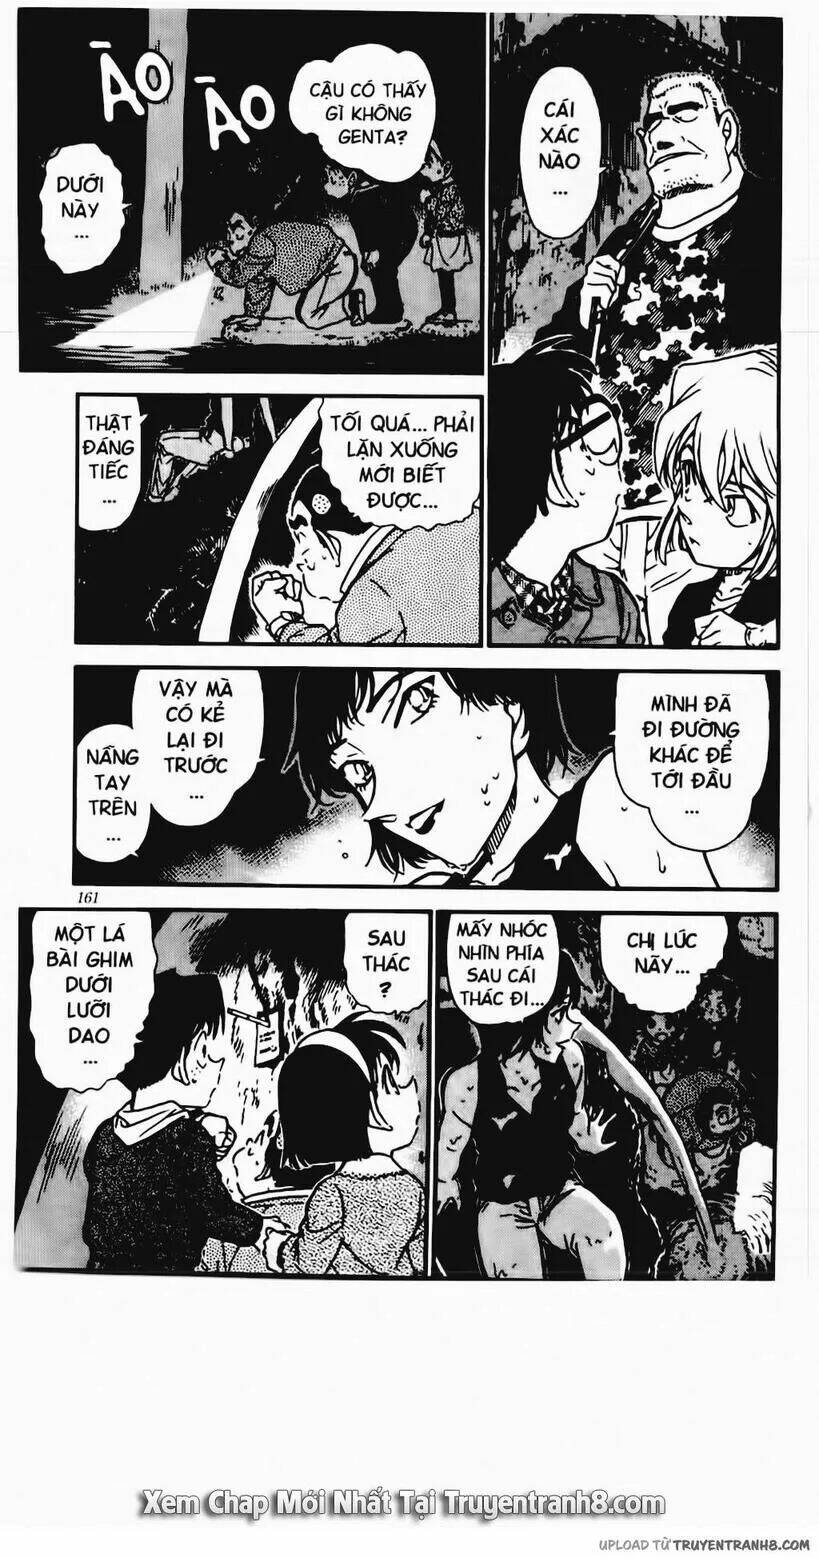 CÁI
XÁC
NÀO
...
CẬU CÓ THẤY
GÌ KHÔNG
GENTA?
ÀO
ÀO
DƯỚI
NÀY
...
TỐI QUÁ... PHẢI
LẶN XUỐNG
MỚI BIẾT
ĐƯỢC...
THẬT
ĐÁNG
TIẾC
...
MÌNH ĐÃ
ĐI ĐƯỜNG
KHÁC ĐỂ
TỚI ĐẦU
...
VẬY MÀ
CÓ KẺ
LẠI ĐI
TRƯỚC
...
NẪNG
TAY
TRÊN
...
161
CHỊ LÚC
NÃY...
MẤY NHÓC
NHÌN PHÍA
SAU CÁI
THÁC ĐI...
SAU
THÁC
?
MỘT LÁ
BÀI GHIM
DƯỚI
LƯỠI
DAO
...
Xem Chap Mới Nhất Tại Truyentranh8.com
UPLOAD TỪ TRUYENTRANH8.COM